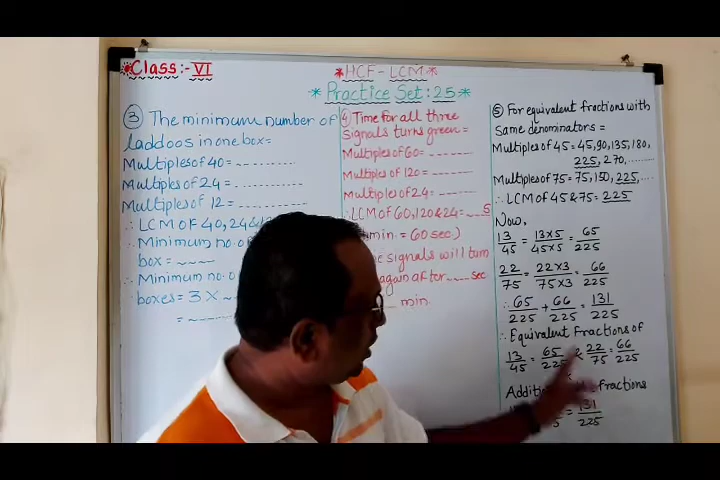 Class:- VI
*HCF - LCM*
*Practice Set: 25*
③ The minimum number of
laddoos in one box=
Multiples of 40= ----------
Multiples of 24= ----------
Multiples of 12= ----------
∴ LCM OF 40, 24 &
∴ Minimum no.o
box = ----
∴ Minimum no.o
boxes = 3 ×
= ----
④ Time for all three
signals turns green=
Multiples of 60= -------
Multiples of 120= -------
Multiples of 24= -------
∴ LCM of 60, 120 & 24= ___S
min. = 60 sec.)
signals will turn
again after ___ sec
min.
⑤ For equivalent fractions with
same denominators =
Multiples of 45 = 45, 90, 135, 180,
225, 270, ........
Multiples of 75 = 75, 150, 225, ....
∴ LCM OF 45 & 75 = 225
Now,
13/45 = 13×5/45×5 = 65/225
22/75 = 22×3/75×3 = 66/225
∴ 65/225 + 66/225 = 131/225
∴ Equivalent Fractions of
13/45 = 65/225 & 22/75 = 66/225
Additi fractions
= 131/225